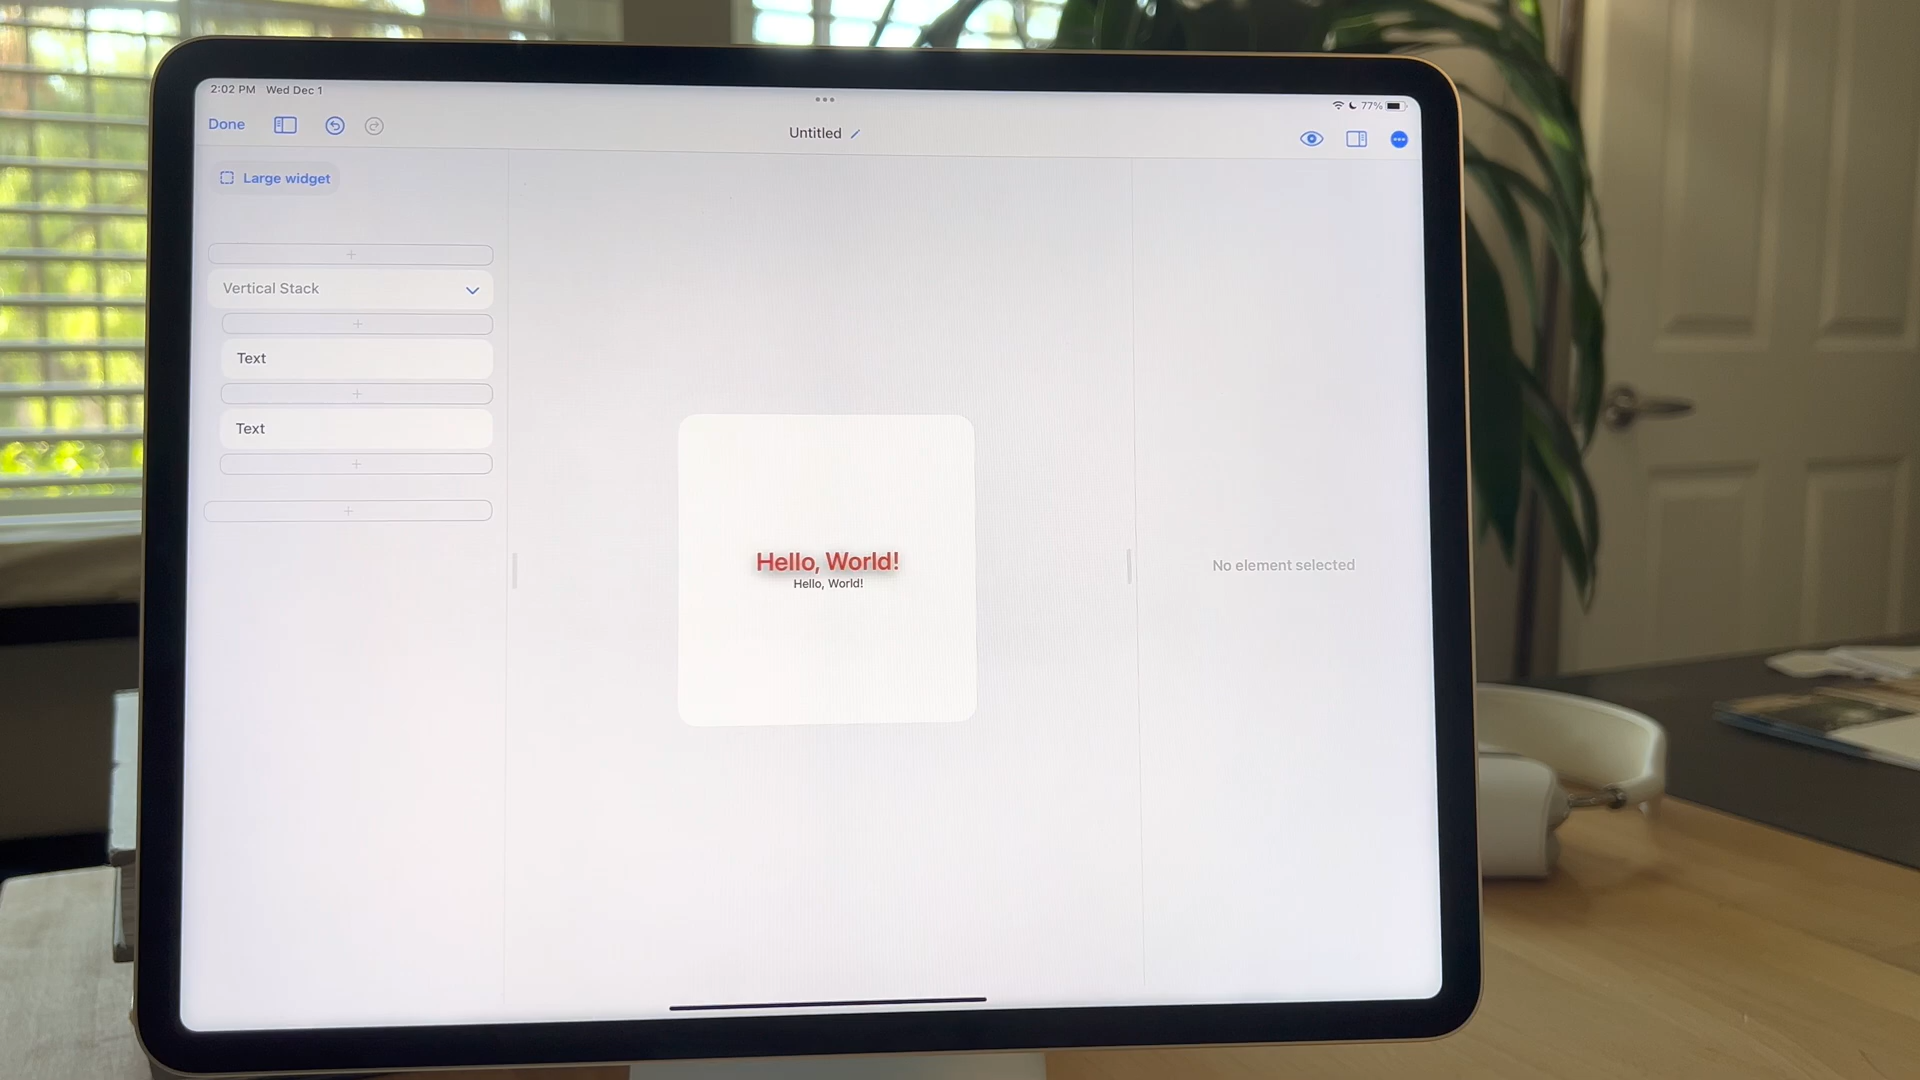 2:02 PM Wed Dec 1
77%
Done
Untitled
Large widget
Vertical Stack
Text
Text
Hello, World!
Hello, World!
No element selected